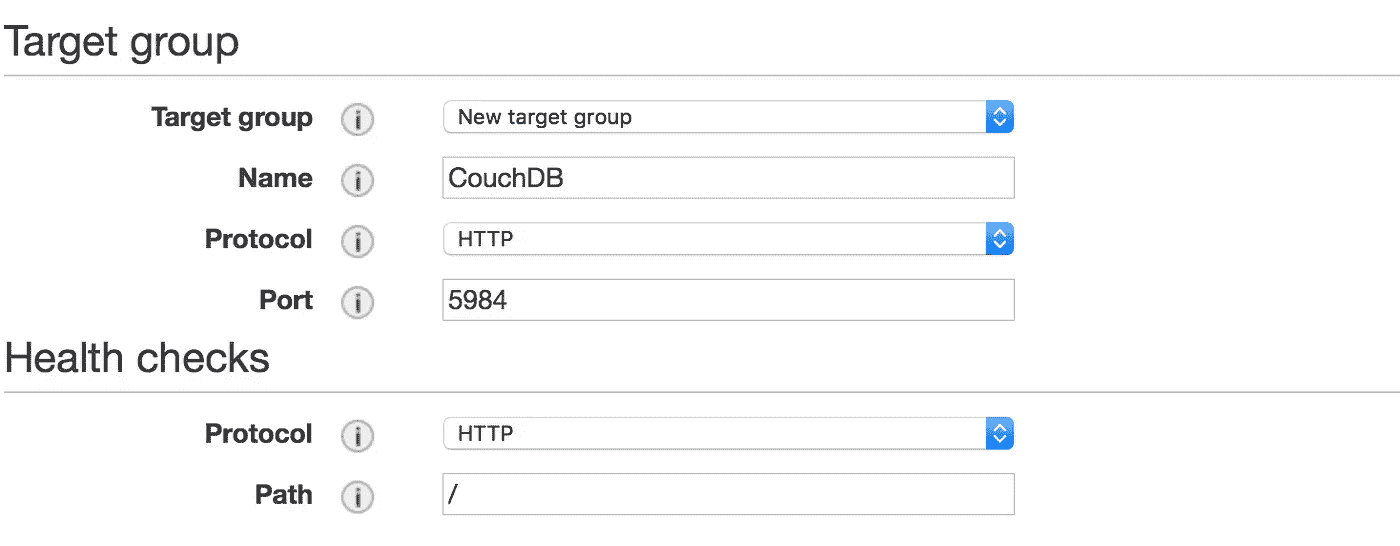 Target group
Target group New target group
Name CouchDB
Protocol HTTP
Port 5984
Health checks
Protocol HTTP
Path /